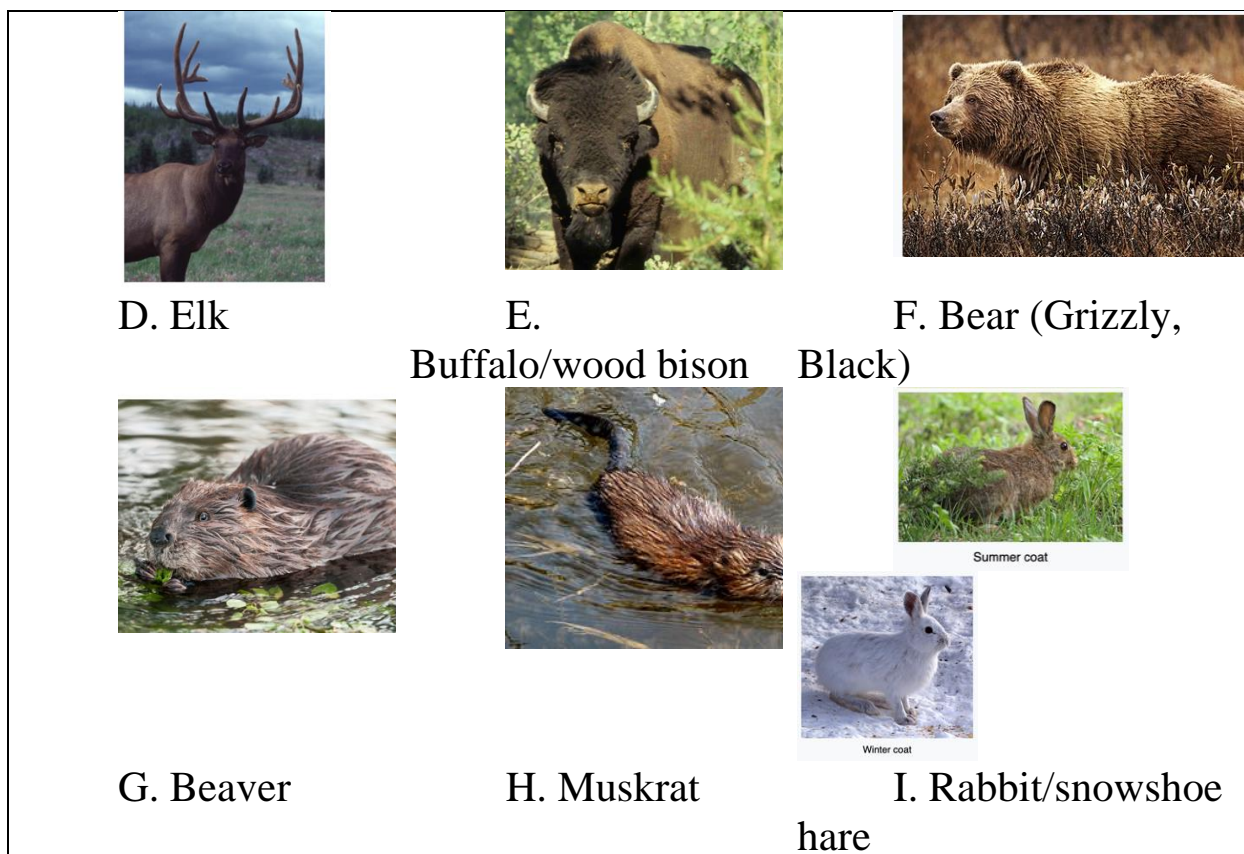 D. Elk
E.
Buffalo/wood bison
F. Bear (Grizzly,
Black)
Summer coat
Winter coat
G. Beaver
H. Muskrat
I. Rabbit/snowshoe
hare